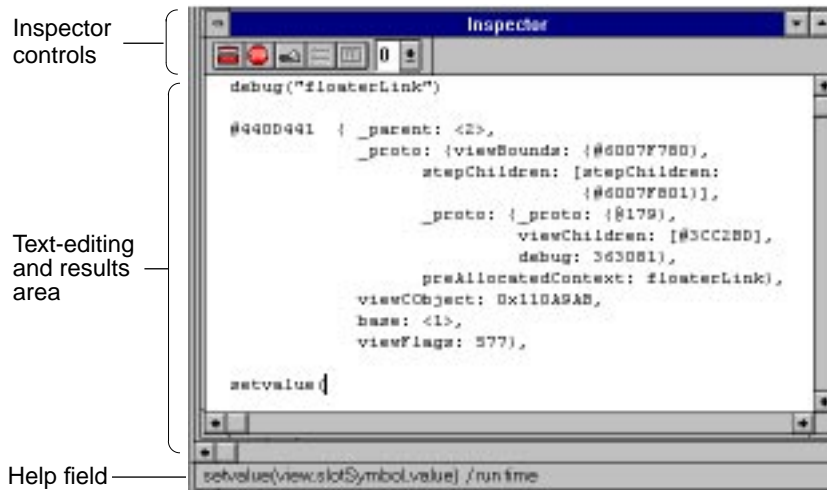 Inspector
controls
Inspector
0
debug("floaterLink")
#440D441 { _parent: <2>,
_proto: {viewBounds: {#6007F780},
stepChildren: [stepChildren:
{#6007F801}],
_proto: {_proto: {@179},
viewChildren: [#3CC2BD],
debug: 363081},
preAllocatedContext: floaterLink},
viewCObject: 0x110A9AB,
base: <1>,
viewFlags: 577},
setvalue(
Text-editing
and results
area
Help field
setvalue(view,slotSymbol,value) / run time